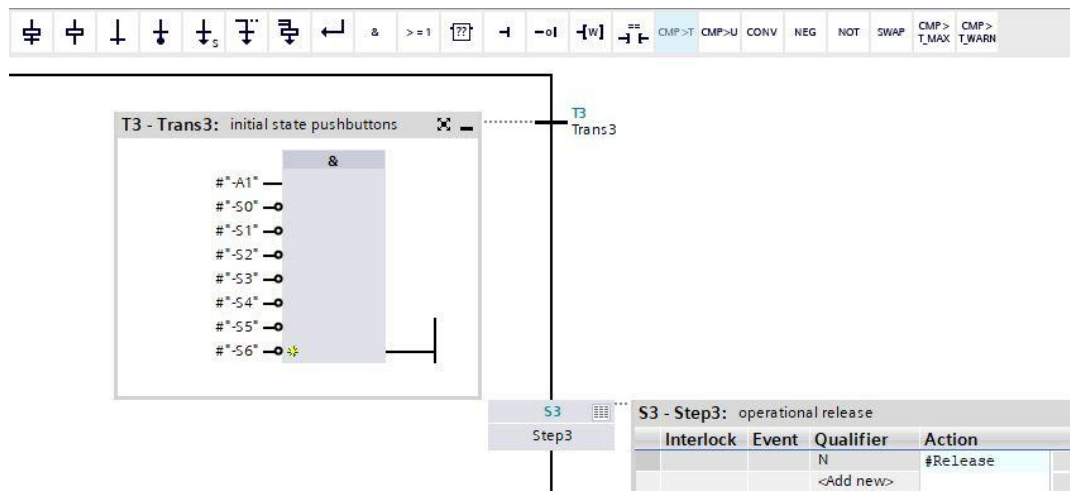 & >=1 [??] [W] == CMP>T CMP>U CONV NEG NOT SWAP CMP> T_MAX CMP> T_WARN
S
T3
Trans3
T3 - Trans3: initial state pushbuttons
&
#"-A1"
#"-S0"
#"-S1"
#"-S2"
#"-S3"
#"-S4"
#"-S5"
#"-S6"
S3
Step3
S3 - Step3: operational release
Interlock Event Qualifier Action
N #Release
<Add new>